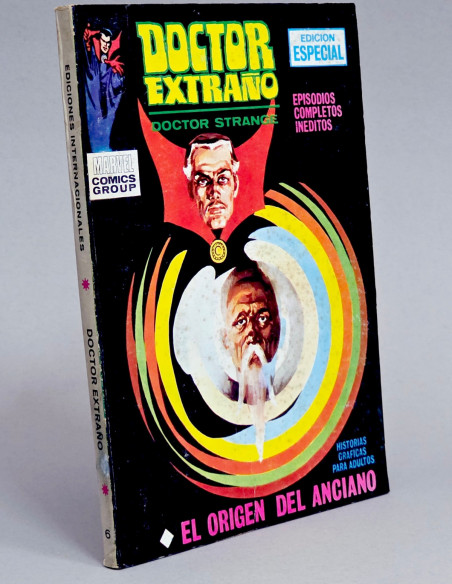 EDICIONES INTERNACIONALES
DOCTOR EXTRAÑO
6
DOCTOR
EXTRAÑO
DOCTOR STRANGE
EDICION
ESPECIAL
EPISODIOS
COMPLETOS
INEDITOS
MARVEL
COMICS
GROUP
HISTORIAS
GRAFICAS
PARA ADULTOS
EL ORIGEN DEL ANCIANO